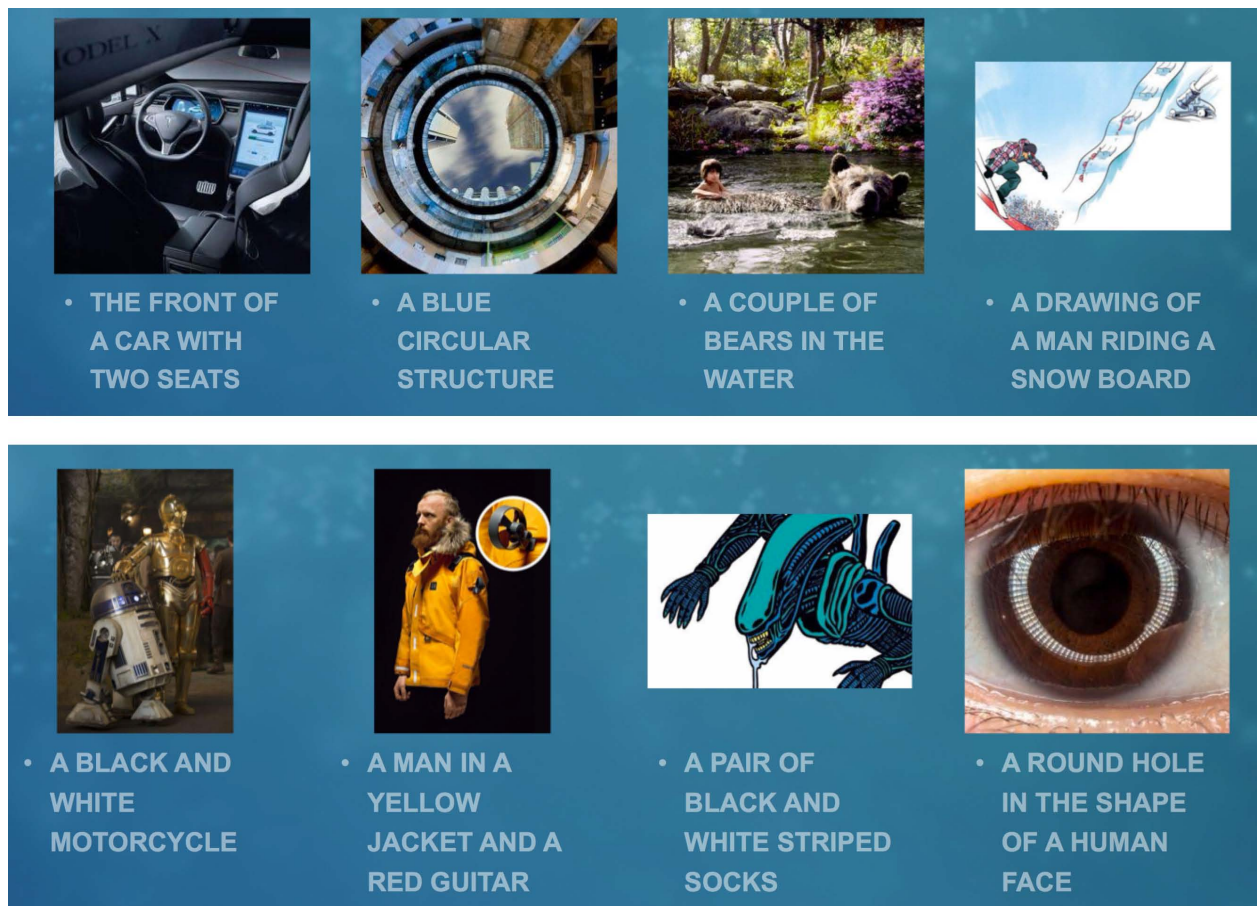 MODEL X
• THE FRONT OF
A CAR WITH
TWO SEATS
• A BLUE
CIRCULAR
STRUCTURE
• A COUPLE OF
BEARS IN THE
WATER
• A DRAWING OF
A MAN RIDING A
SNOW BOARD
• A BLACK AND
WHITE
MOTORCYCLE
• A MAN IN A
YELLOW
JACKET AND A
RED GUITAR
• A PAIR OF
BLACK AND
WHITE STRIPED
SOCKS
• A ROUND HOLE
IN THE SHAPE
OF A HUMAN
FACE